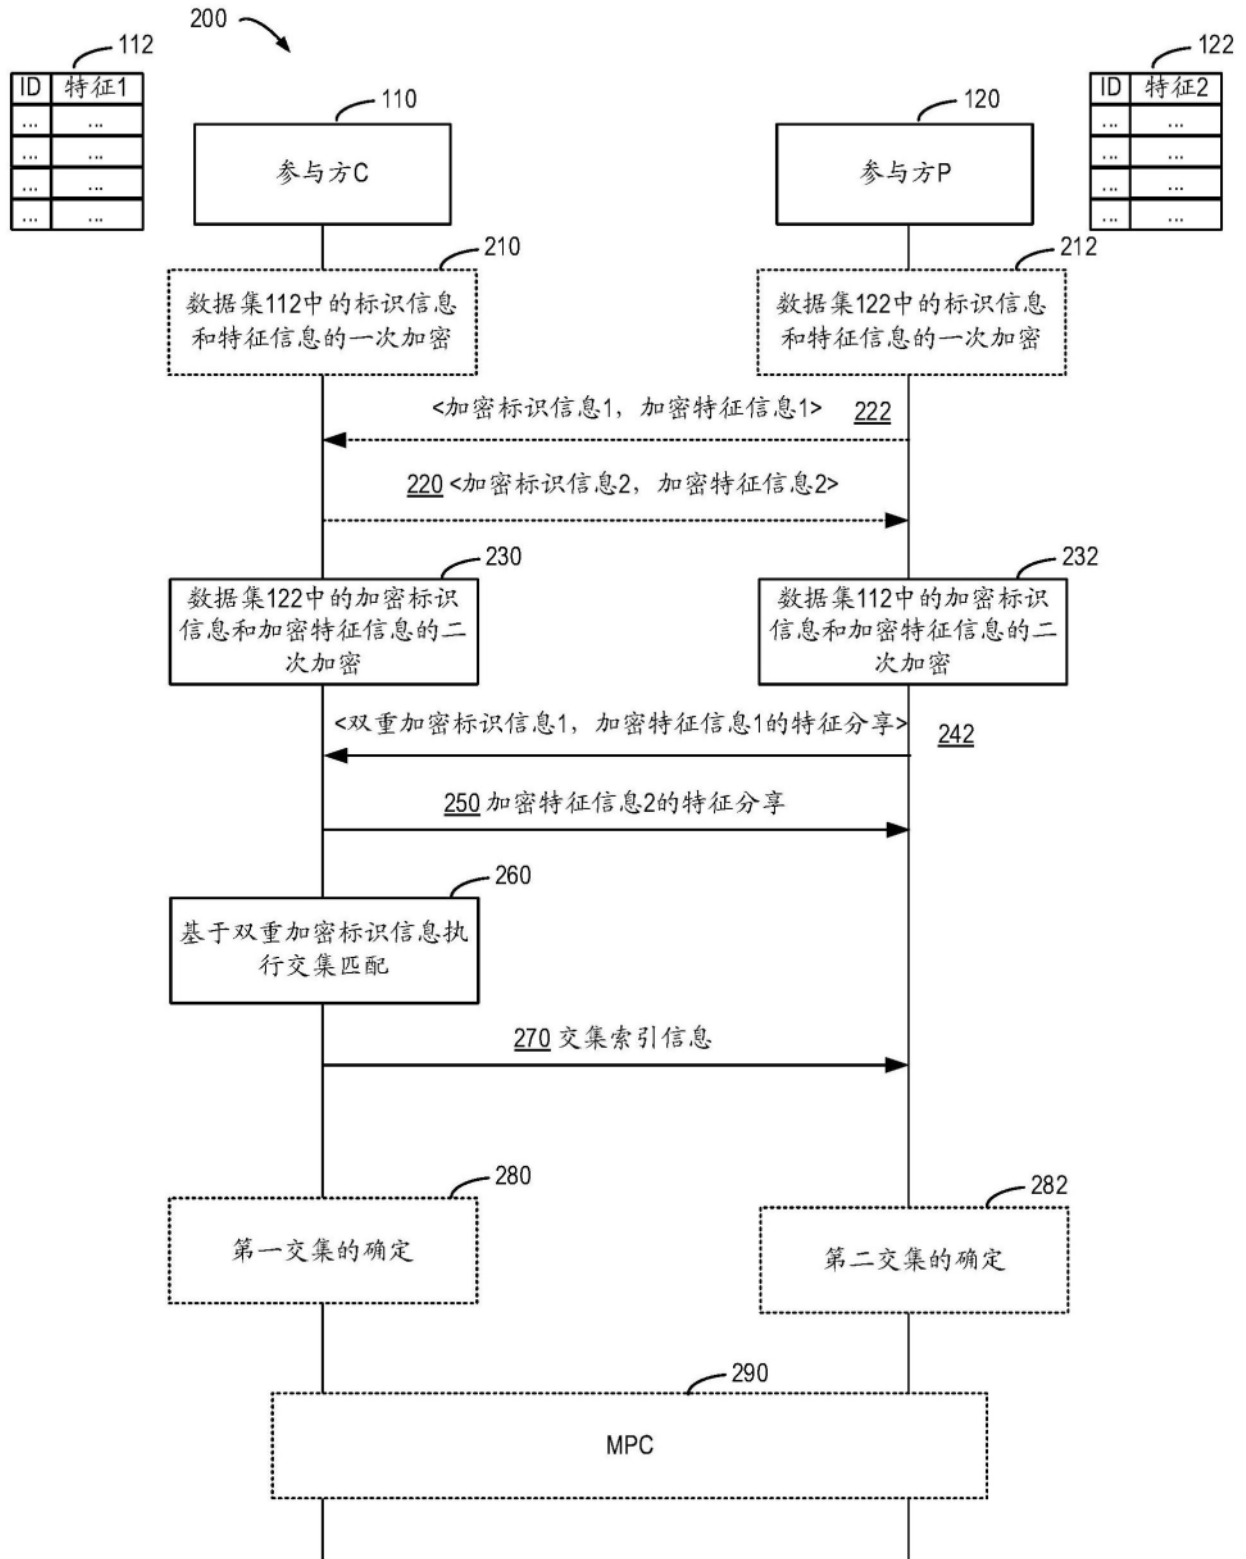 200
112
122
ID 特征1
... ...
... ...
... ...
... ...
ID 特征2
... ...
... ...
... ...
... ...
110
120
参与方C
参与方P
210
212
数据集112中的标识信息
和特征信息的一次加密
数据集122中的标识信息
和特征信息的一次加密
<加密标识信息1，加密特征信息1> 222
220 <加密标识信息2，加密特征信息2>
230
232
数据集122中的加密标识
信息和加密特征信息的二
次加密
数据集112中的加密标识
信息和加密特征信息的二
次加密
<双重加密标识信息1，加密特征信息1的特征分享> 242
250 加密特征信息2的特征分享
260
基于双重加密标识信息执
行交集匹配
270 交集索引信息
280
282
第一交集的确定
第二交集的确定
290
MPC